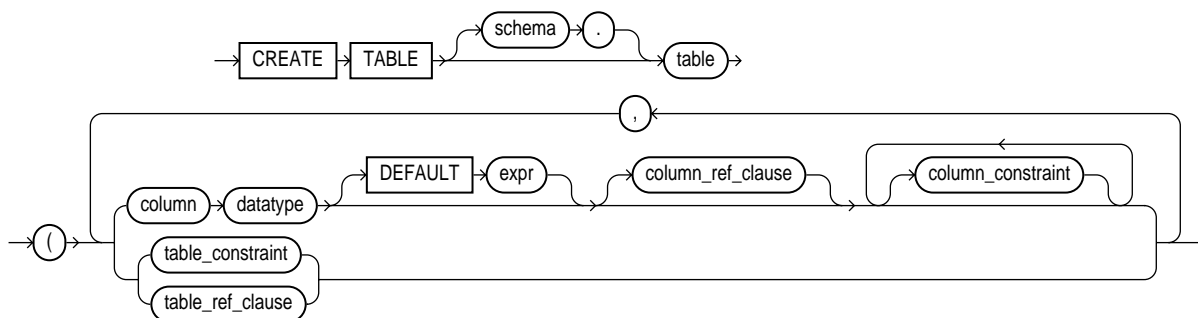 schema .
CREATE TABLE table
,
DEFAULT expr column_ref_clause column_constraint
column datatype
(
table_constraint
table_ref_clause